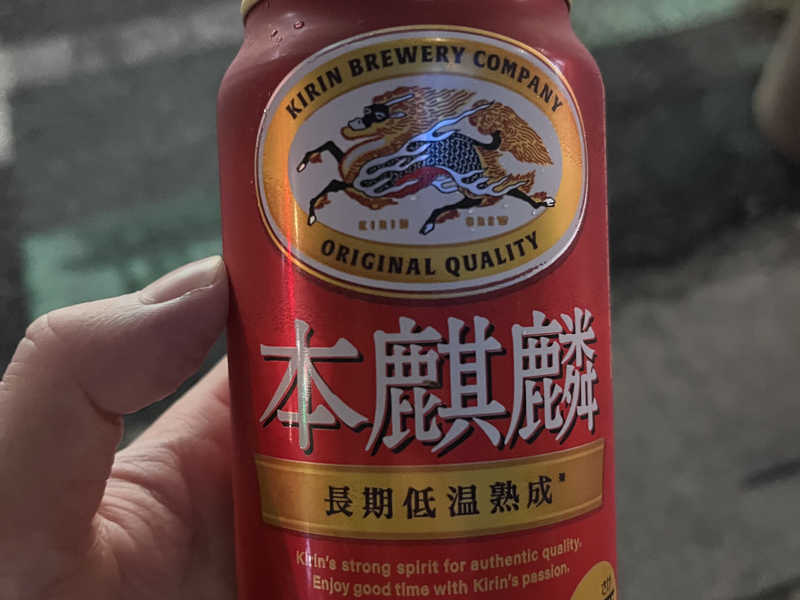 KIRIN BREWERY COMPANY
KIRIN BREW
ORIGINAL QUALITY
本麒麟
長期低温熟成※
Kirin's strong spirit for authentic quality.
Enjoy good time with Kirin's passion.